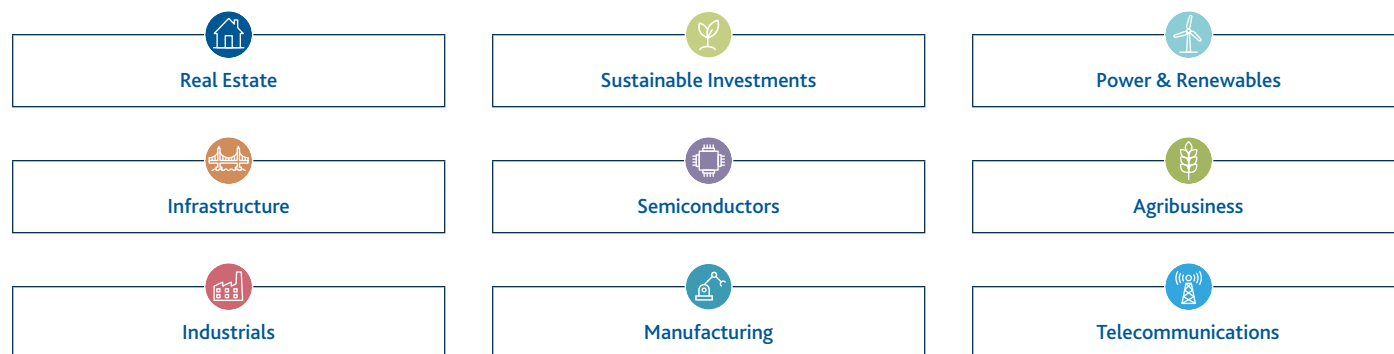 Real Estate
Sustainable Investments
Power & Renewables
Infrastructure
Semiconductors
Agribusiness
Industrials
Manufacturing
Telecommunications